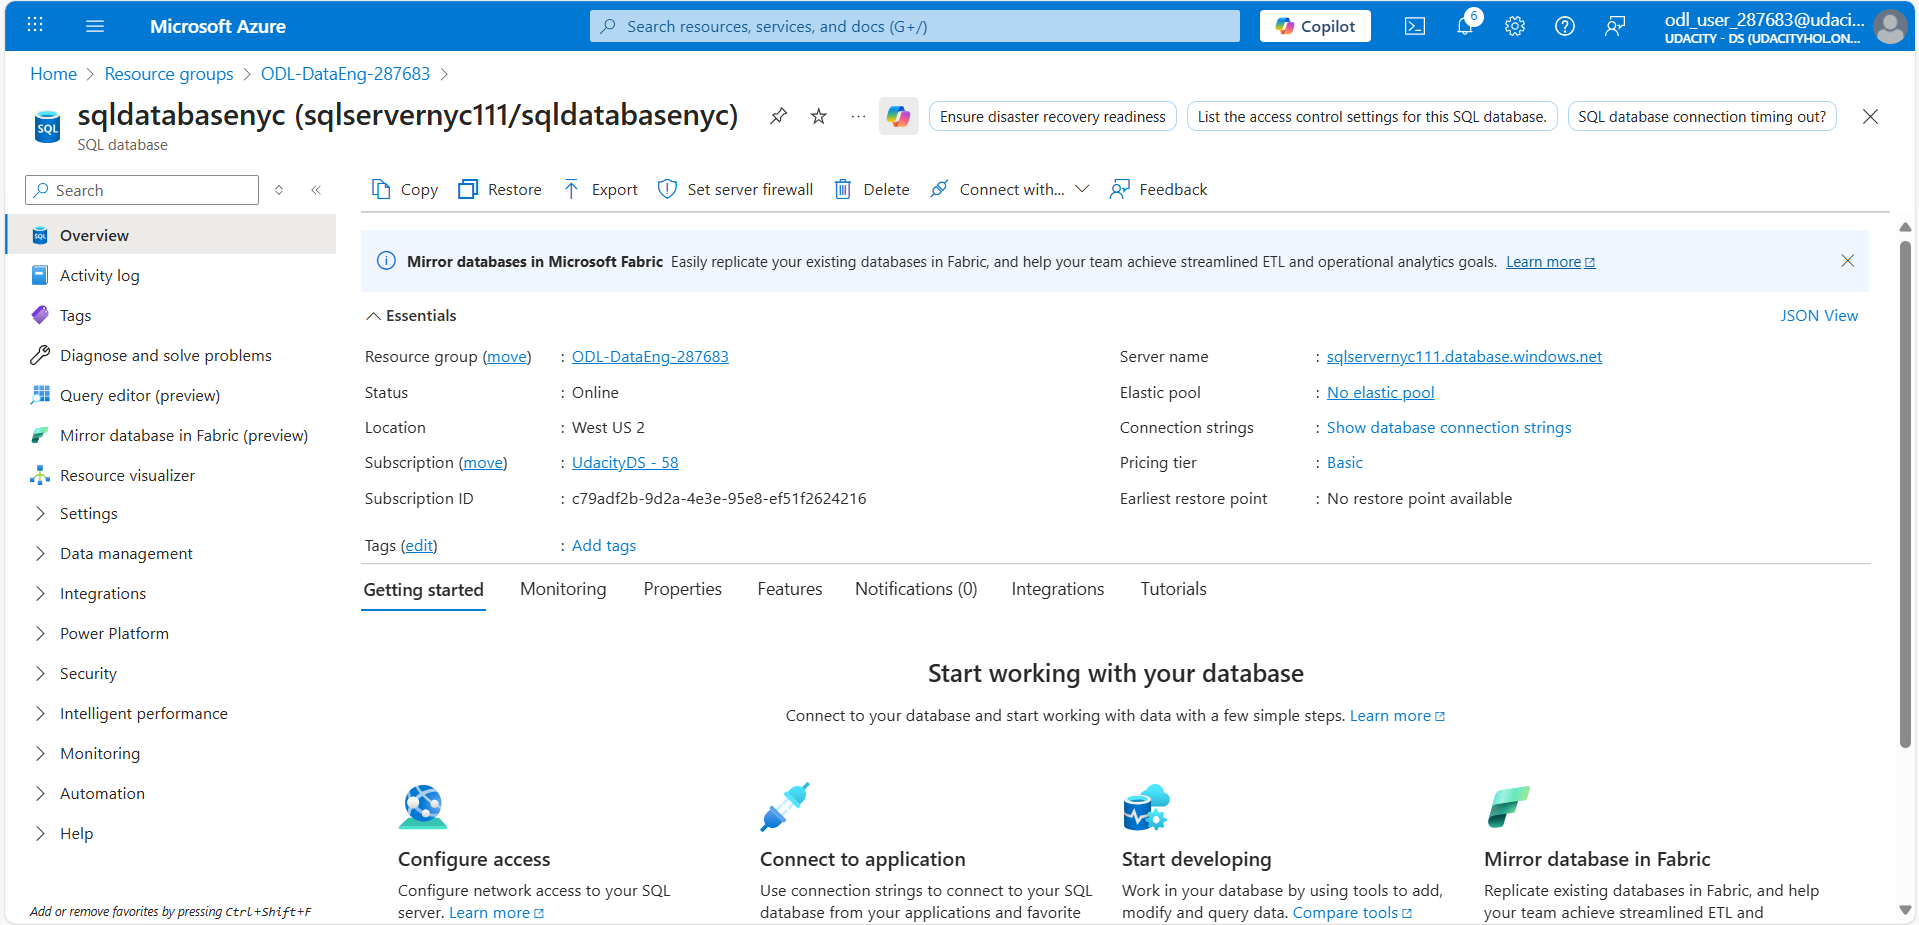 Microsoft Azure
Search resources, services, and docs (G+/)
Copilot
6
odl_user_287683@udaci...
UDACITY - DS (UDACITYHOL.ON...
Home > Resource groups > ODL-DataEng-287683 >
sqldatabasenyc (sqlservernyc111/sqldatabasenyc)
SQL
SQL database
Ensure disaster recovery readiness
List the access control settings for this SQL database.
SQL database connection timing out?
Search
Copy
Restore
Export
Set server firewall
Delete
Connect with...
Feedback
Overview
Activity log
Tags
Diagnose and solve problems
Query editor (preview)
Mirror database in Fabric (preview)
Resource visualizer
Settings
Data management
Integrations
Power Platform
Security
Intelligent performance
Monitoring
Automation
Help
Add or remove favorites by pressing Ctrl+Shift+F
Mirror databases in Microsoft Fabric Easily replicate your existing databases in Fabric, and help your team achieve streamlined ETL and operational analytics goals. Learn more
Essentials
JSON View
Resource group (move) : ODL-DataEng-287683
Status : Online
Location : West US 2
Subscription (move) : UdacityDS - 58
Subscription ID : c79adf2b-9d2a-4e3e-95e8-ef51f2624216
Server name : sqlservernyc111.database.windows.net
Elastic pool : No elastic pool
Connection strings : Show database connection strings
Pricing tier : Basic
Earliest restore point : No restore point available
Tags (edit) : Add tags
Getting started
Monitoring
Properties
Features
Notifications (0)
Integrations
Tutorials
Start working with your database
Connect to your database and start working with data with a few simple steps. Learn more
Configure access
Configure network access to your SQL
server. Learn more
Connect to application
Use connection strings to connect to your SQL
database from your applications and favorite
Start developing
Work in your database by using tools to add,
modify and query data. Compare tools
Mirror database in Fabric
Replicate existing databases in Fabric, and help
your team achieve streamlined ETL and